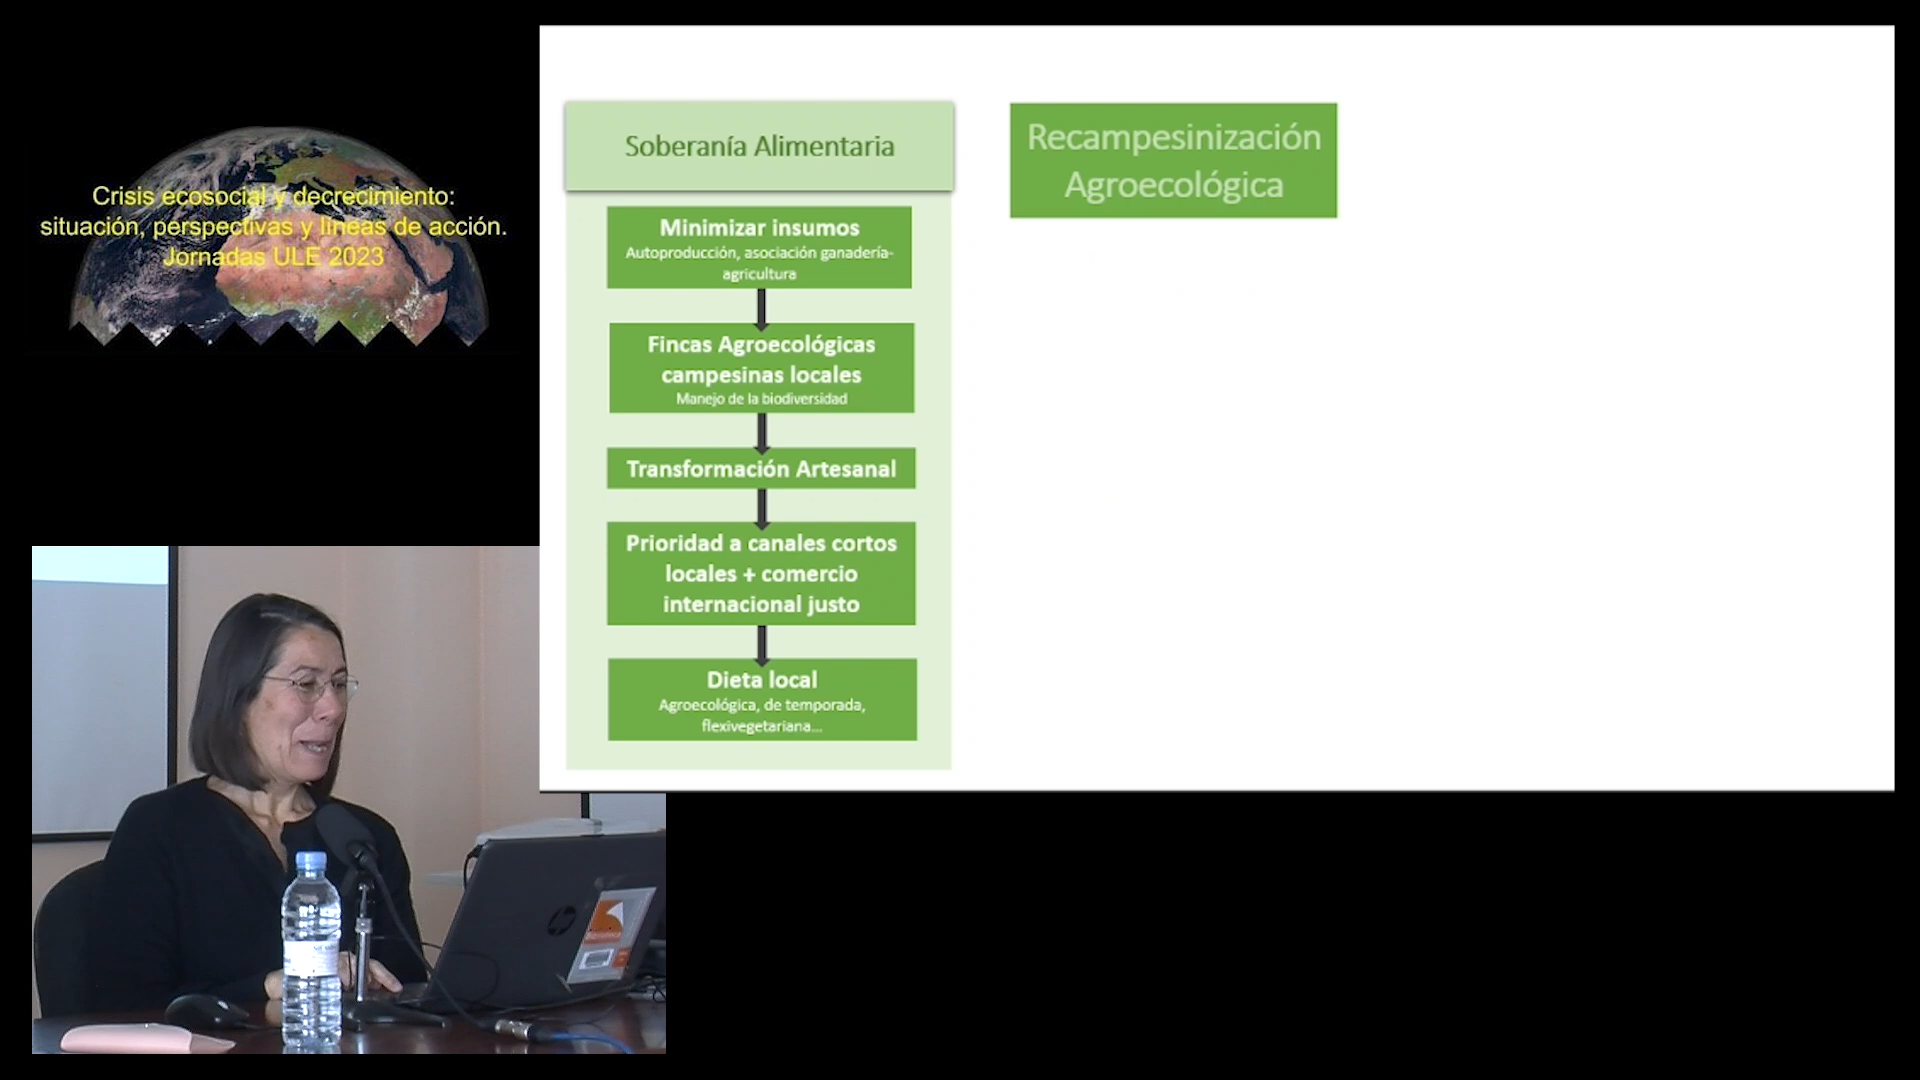 Crisis ecosocial y decrecimiento:
situación, perspectivas y líneas de acción.
Jornadas ULE 2023
Soberanía Alimentaria
Minimizar insumos
Autoproducción, asociación ganadería-
agricultura
Fincas Agroecológicas
campesinas locales
Manejo de la biodiversidad
Transformación Artesanal
Prioridad a canales cortos
locales + comercio
internacional justo
Dieta local
Agroecológica, de temporada,
flexivegetariana...
Recampesinización
Agroecológica
hp